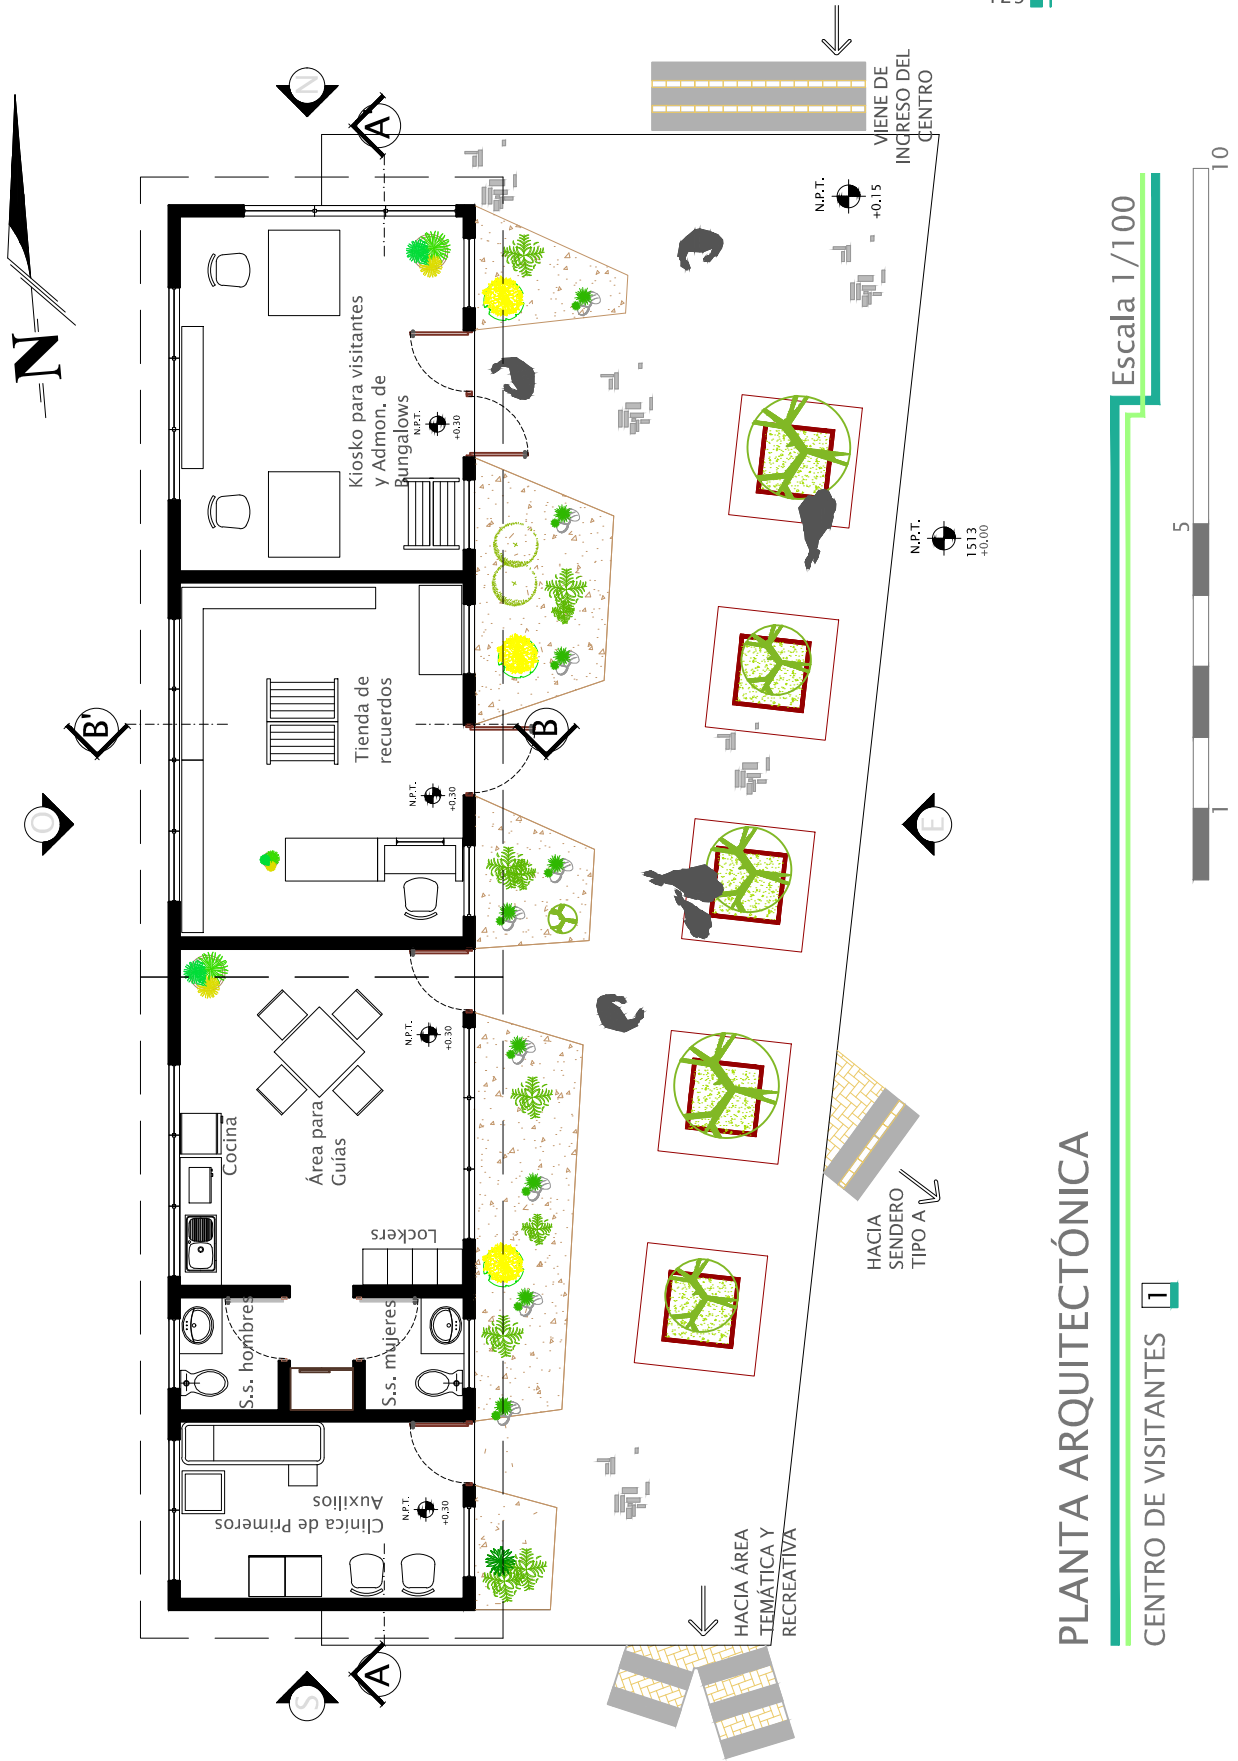 125
N
VIENE DE
INGRESO DEL
CENTRO
N
A'
N.P.T.
+0.15
Kiosko para visitantes
y Admon. de
Bungalows
N.P.T.
+0.30
N.P.T.
1513
+0.00
B'
O
Tienda de
recuerdos
N.P.T.
+0.30
B
E
Cocina
Área para
Guías
N.P.T.
+0.30
Lockers
S.s. hombres
S.s. mujeres
HACIA
SENDERO
TIPO A
Cliníca de Primeros
Auxilios
N.P.T.
+0.30
HACIA ÁREA
TEMÁTICA Y
RECREATIVA
S
A
PLANTA ARQUITECTÓNICA
Escala 1/100
CENTRO DE VISITANTES
1
1
5
10